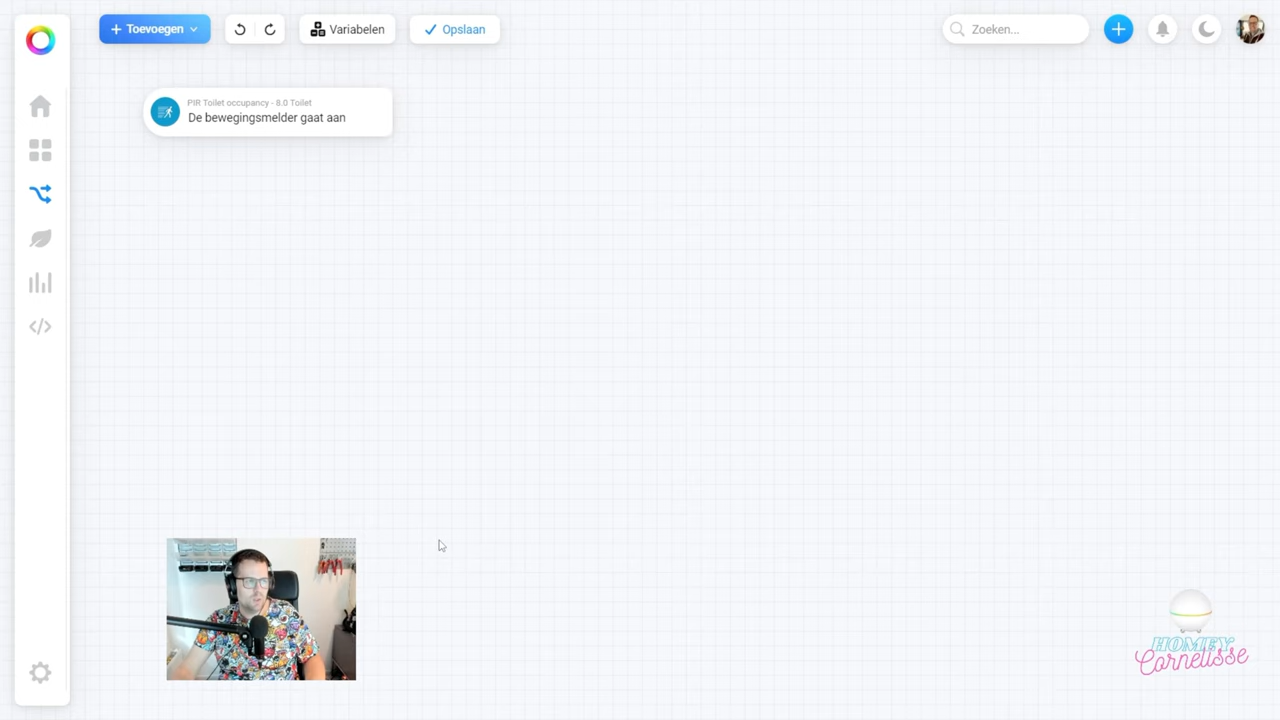 Toevoegen
Variabelen
Opslaan
Zoeken...
PIR Toilet occupancy - 8.0 Toilet
De bewegingsmelder gaat aan
HOMEY
Cornelisse